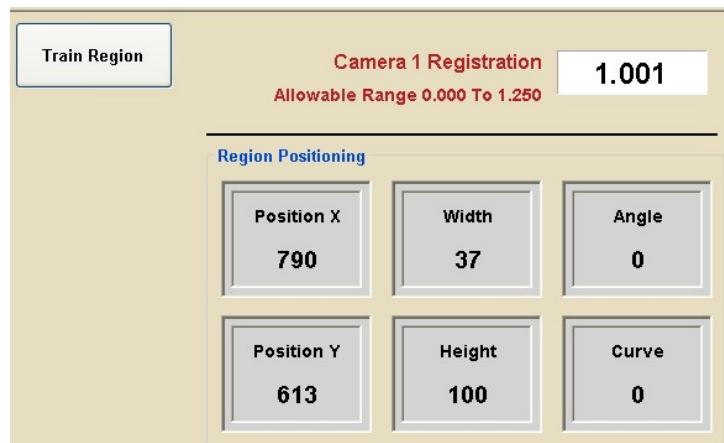 Train Region
Camera 1 Registration
1.001
Allowable Range 0.000 To 1.250
Region Positioning
Position X
Width
Angle
790
37
0
Position Y
Height
Curve
613
100
0